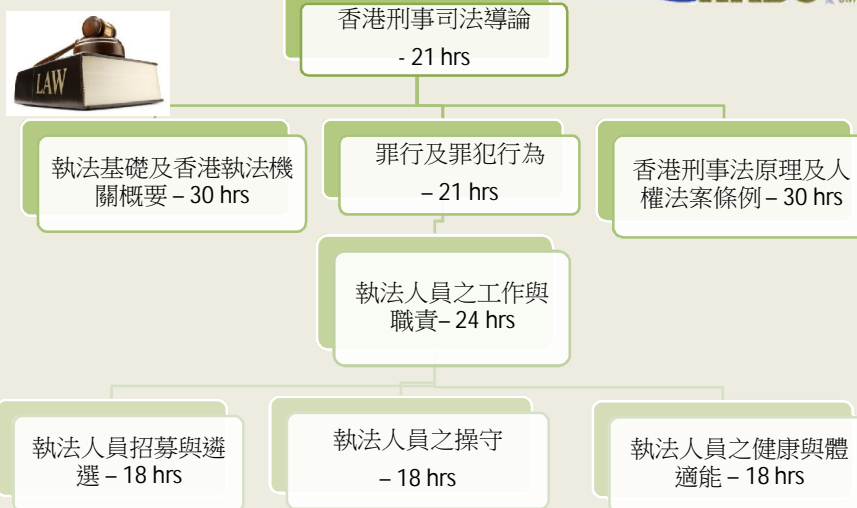 香港刑事司法導論
- 21 hrs
LAW
執法基礎及香港執法機
關概要 – 30 hrs
罪行及罪犯行為
– 21 hrs
香港刑事法原理及人
權法案條例 – 30 hrs
執法人員之工作與
職責– 24 hrs
執法人員招募與遴
選 – 18 hrs
執法人員之操守
– 18 hrs
執法人員之健康與體
適能 – 18 hrs